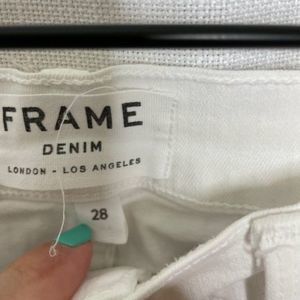 FRAME
DENIM
LONDON - LOS ANGELES
28